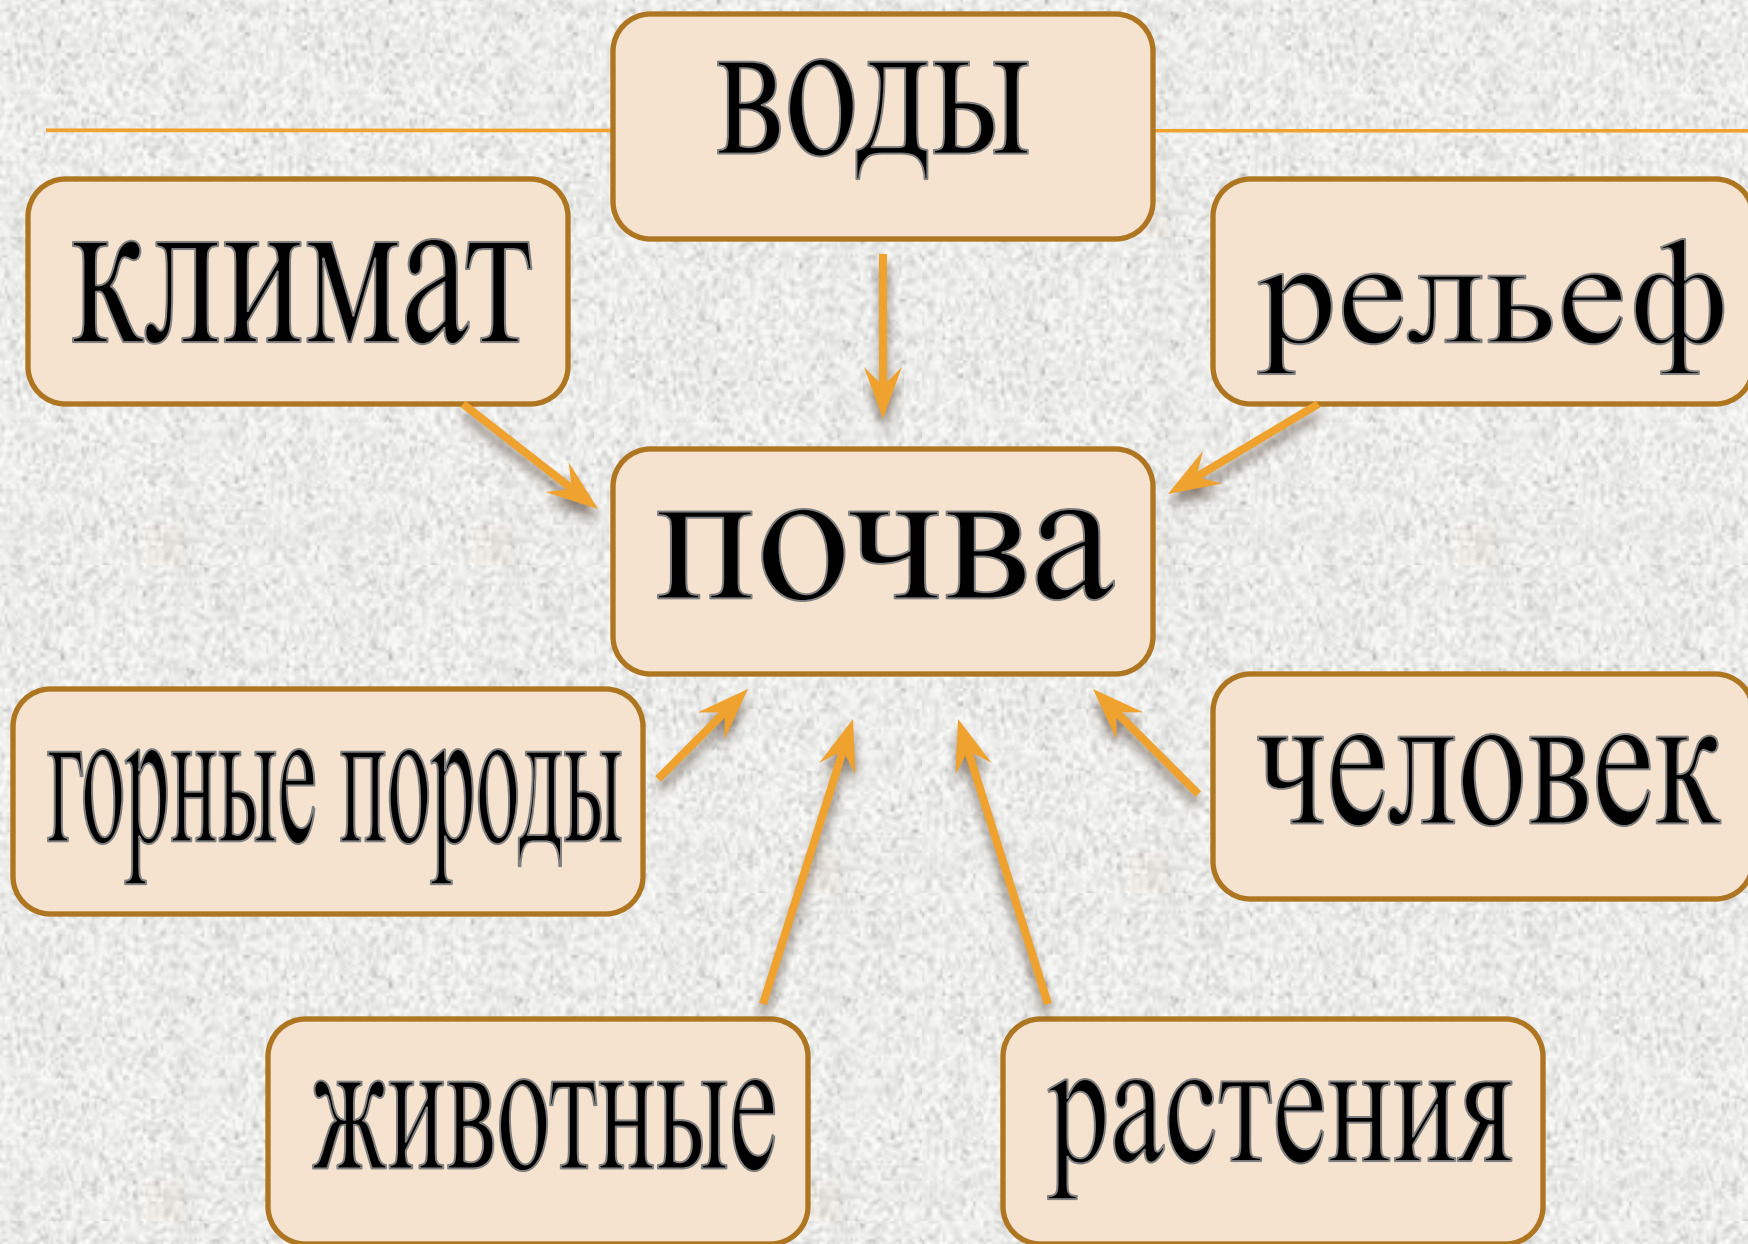 воды
климат
рельеф
почва
горные породы
человек
животные
растения